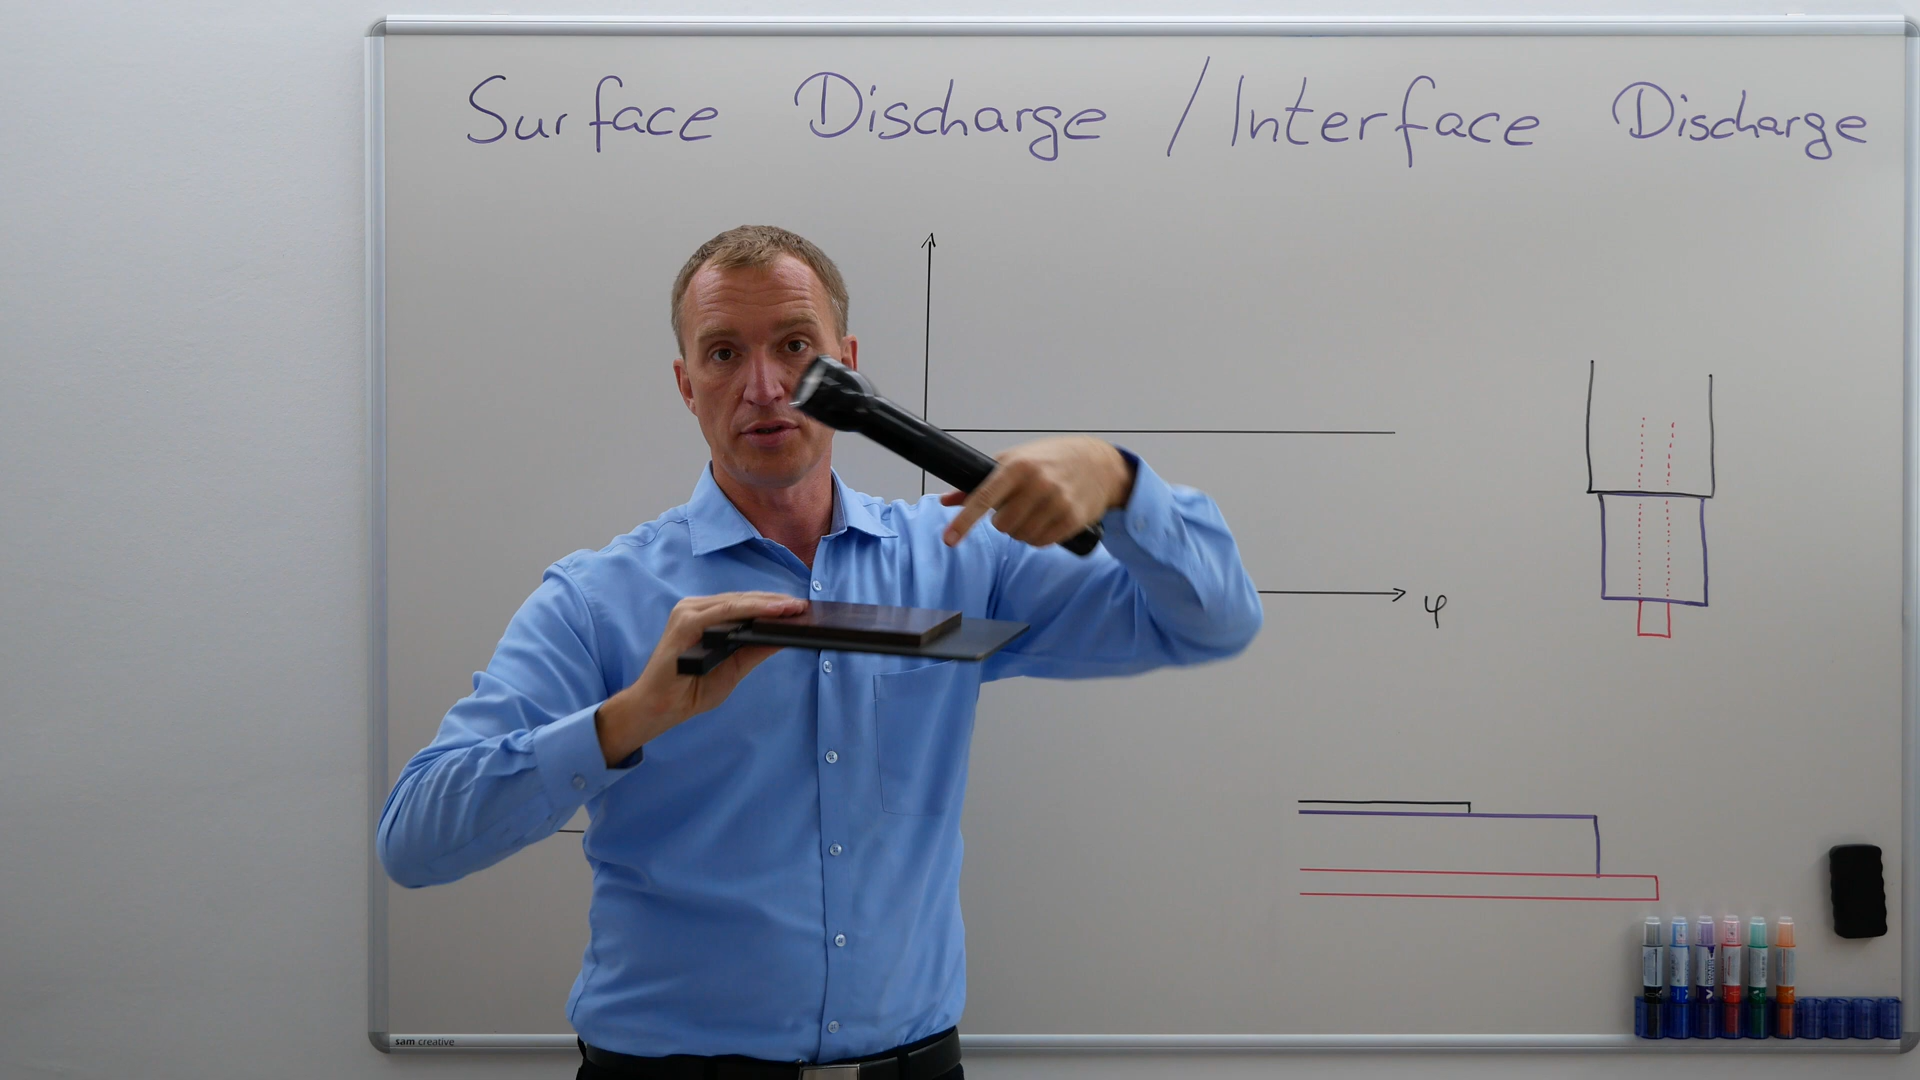 Surface Discharge / Interface Discharge
φ
sam creative